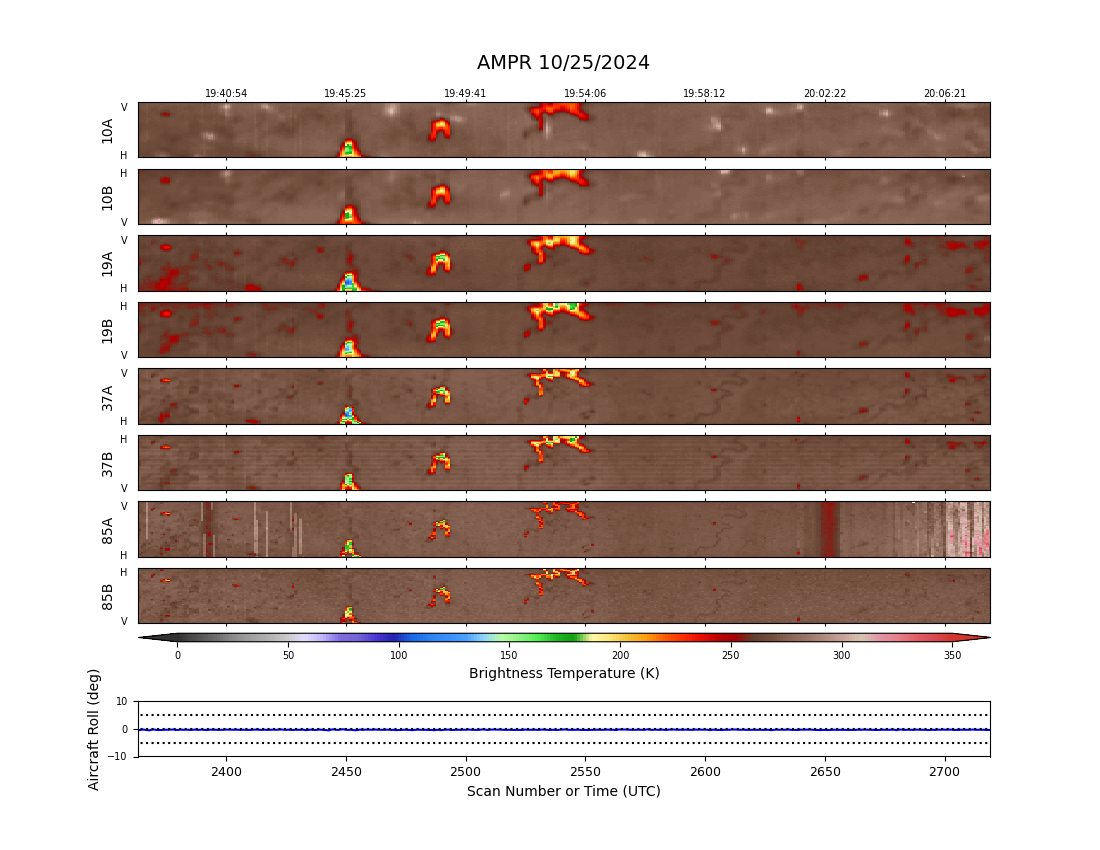 AMPR 10/25/2024
19:40:54 19:45:25 19:49:41 19:54:06 19:58:12 20:02:22 20:06:21
V
10A
H
H
10B
V
V
19A
H
H
19B
V
V
37A
H
H
37B
V
V
85A
H
H
85B
V
0 50 100 150 200 250 300 350
Brightness Temperature (K)
Aircraft Roll (deg)
10
0
−10
2400 2450 2500 2550 2600 2650 2700
Scan Number or Time (UTC)